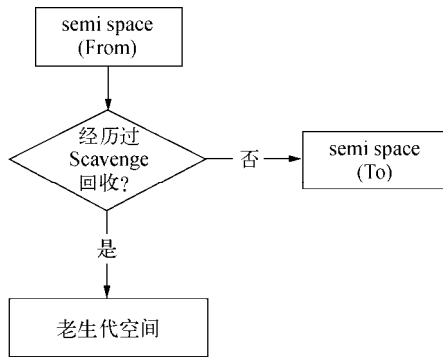 semi space
(From)
经历过
Scavenge
回收?
否
semi space
(To)
是
老生代空间